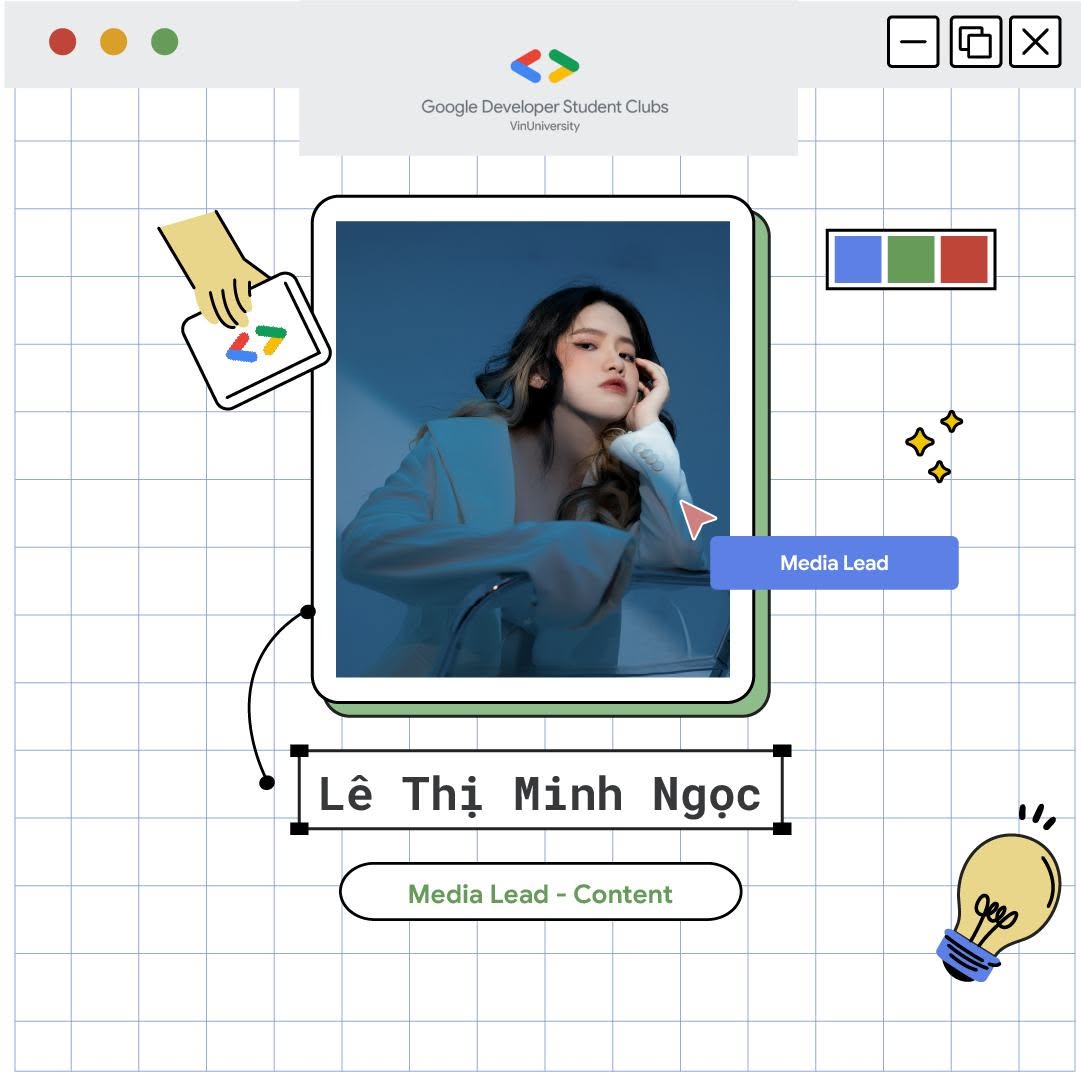 Google Developer Student Clubs
VinUniversity
Media Lead
Lê Thị Minh Ngọc
Media Lead - Content